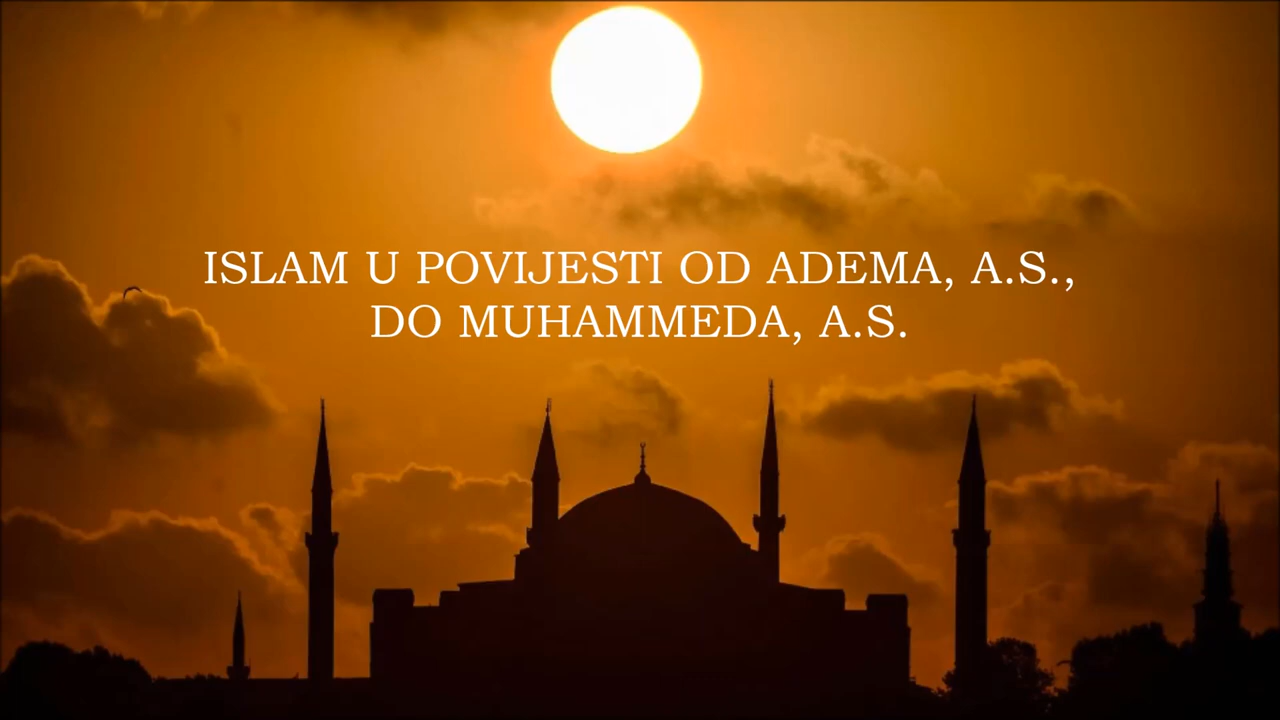 ISLAM U POVIJESTI OD ADEMA, A.S.,
DO MUHAMMEDA, A.S.